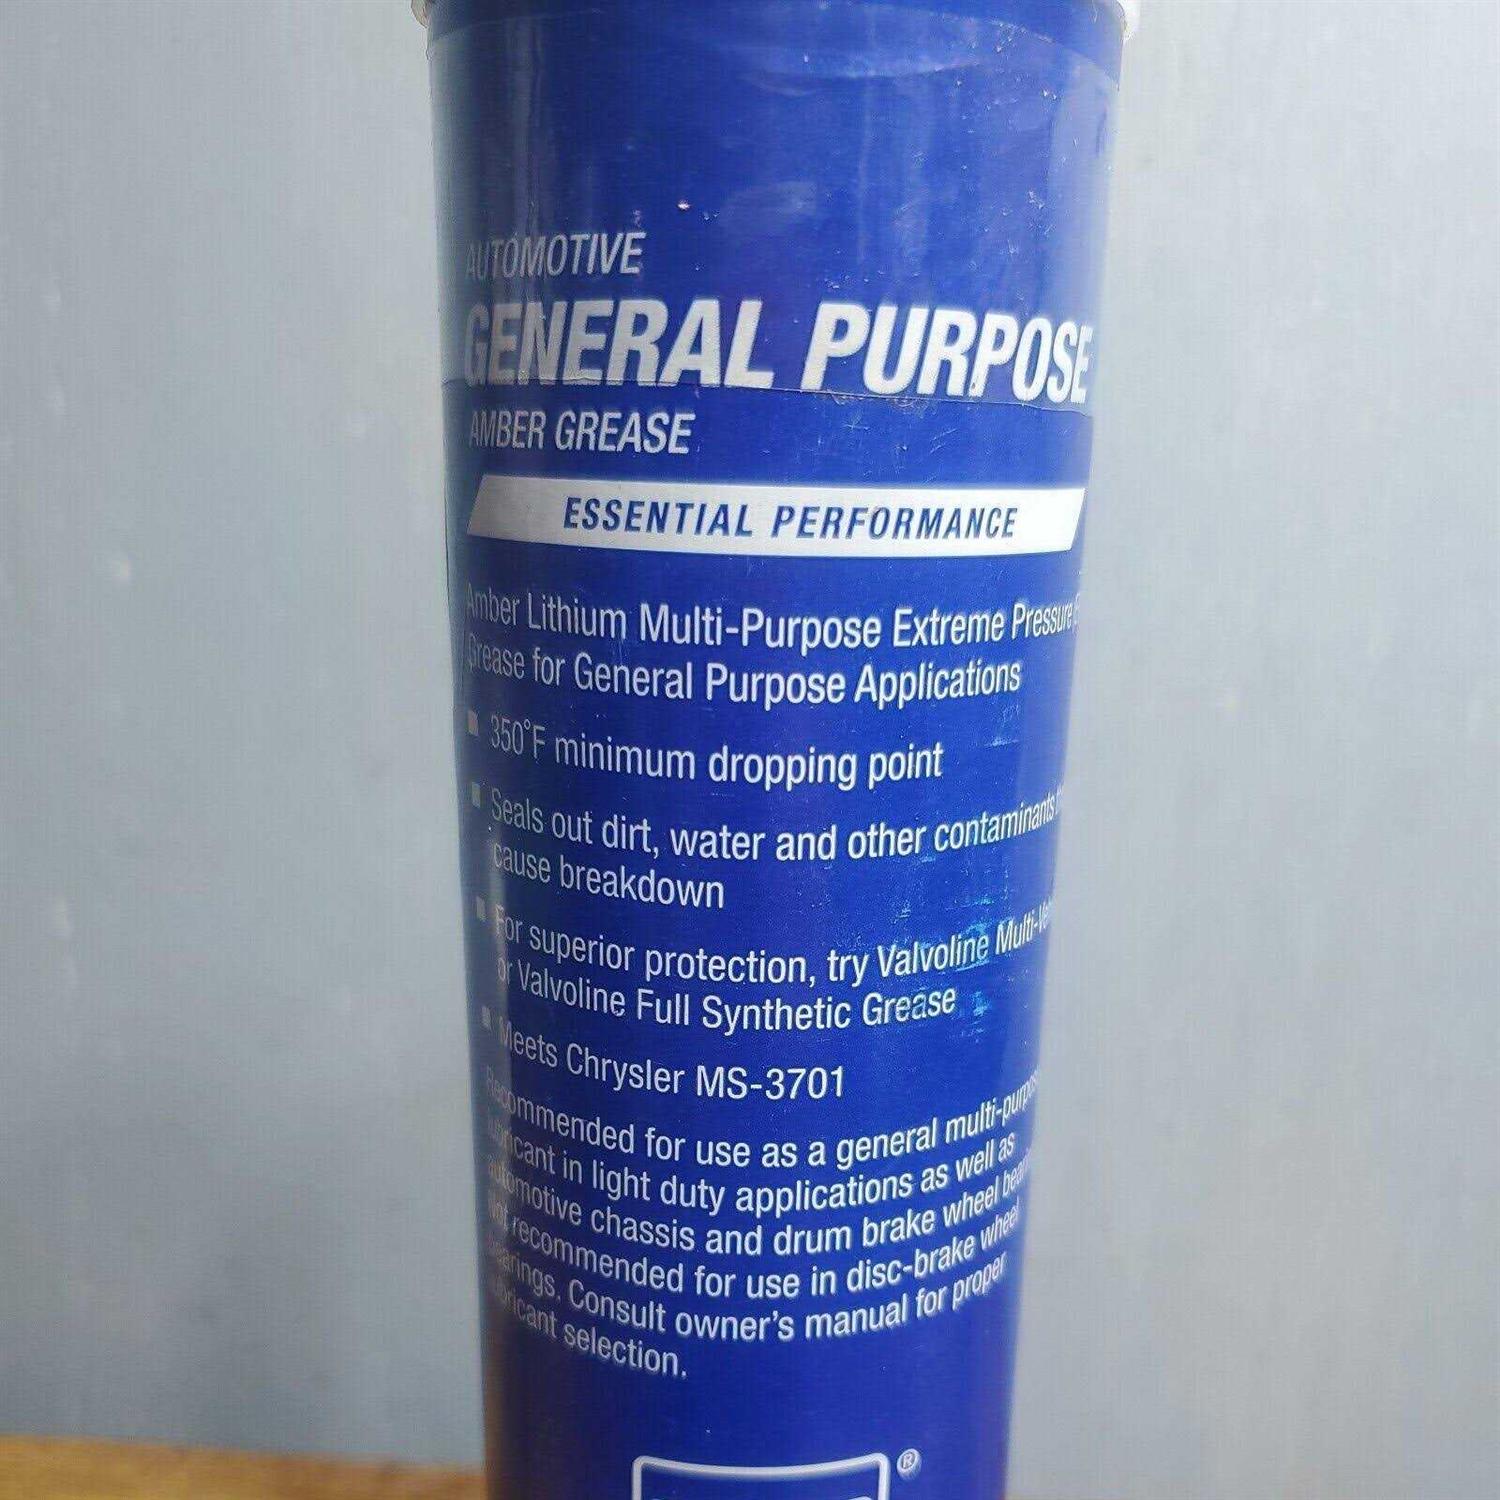 AUTOMOTIVE
GENERAL PURPOSE
AMBER GREASE
ESSENTIAL PERFORMANCE
Amber Lithium Multi-Purpose Extreme Pressure
Grease for General Purpose Applications
350°F minimum dropping point
Seals out dirt, water and other contaminants
cause breakdown
For superior protection, try Valvoline Multi-
or Valvoline Full Synthetic Grease
Meets Chrysler MS-3701
Recommended for use as a general multi-purpose
lubricant in light duty applications as well as
automotive chassis and drum brake wheel
Not recommended for use in disc-brake wheel
bearings. Consult owner's manual for proper
lubricant selection.
®